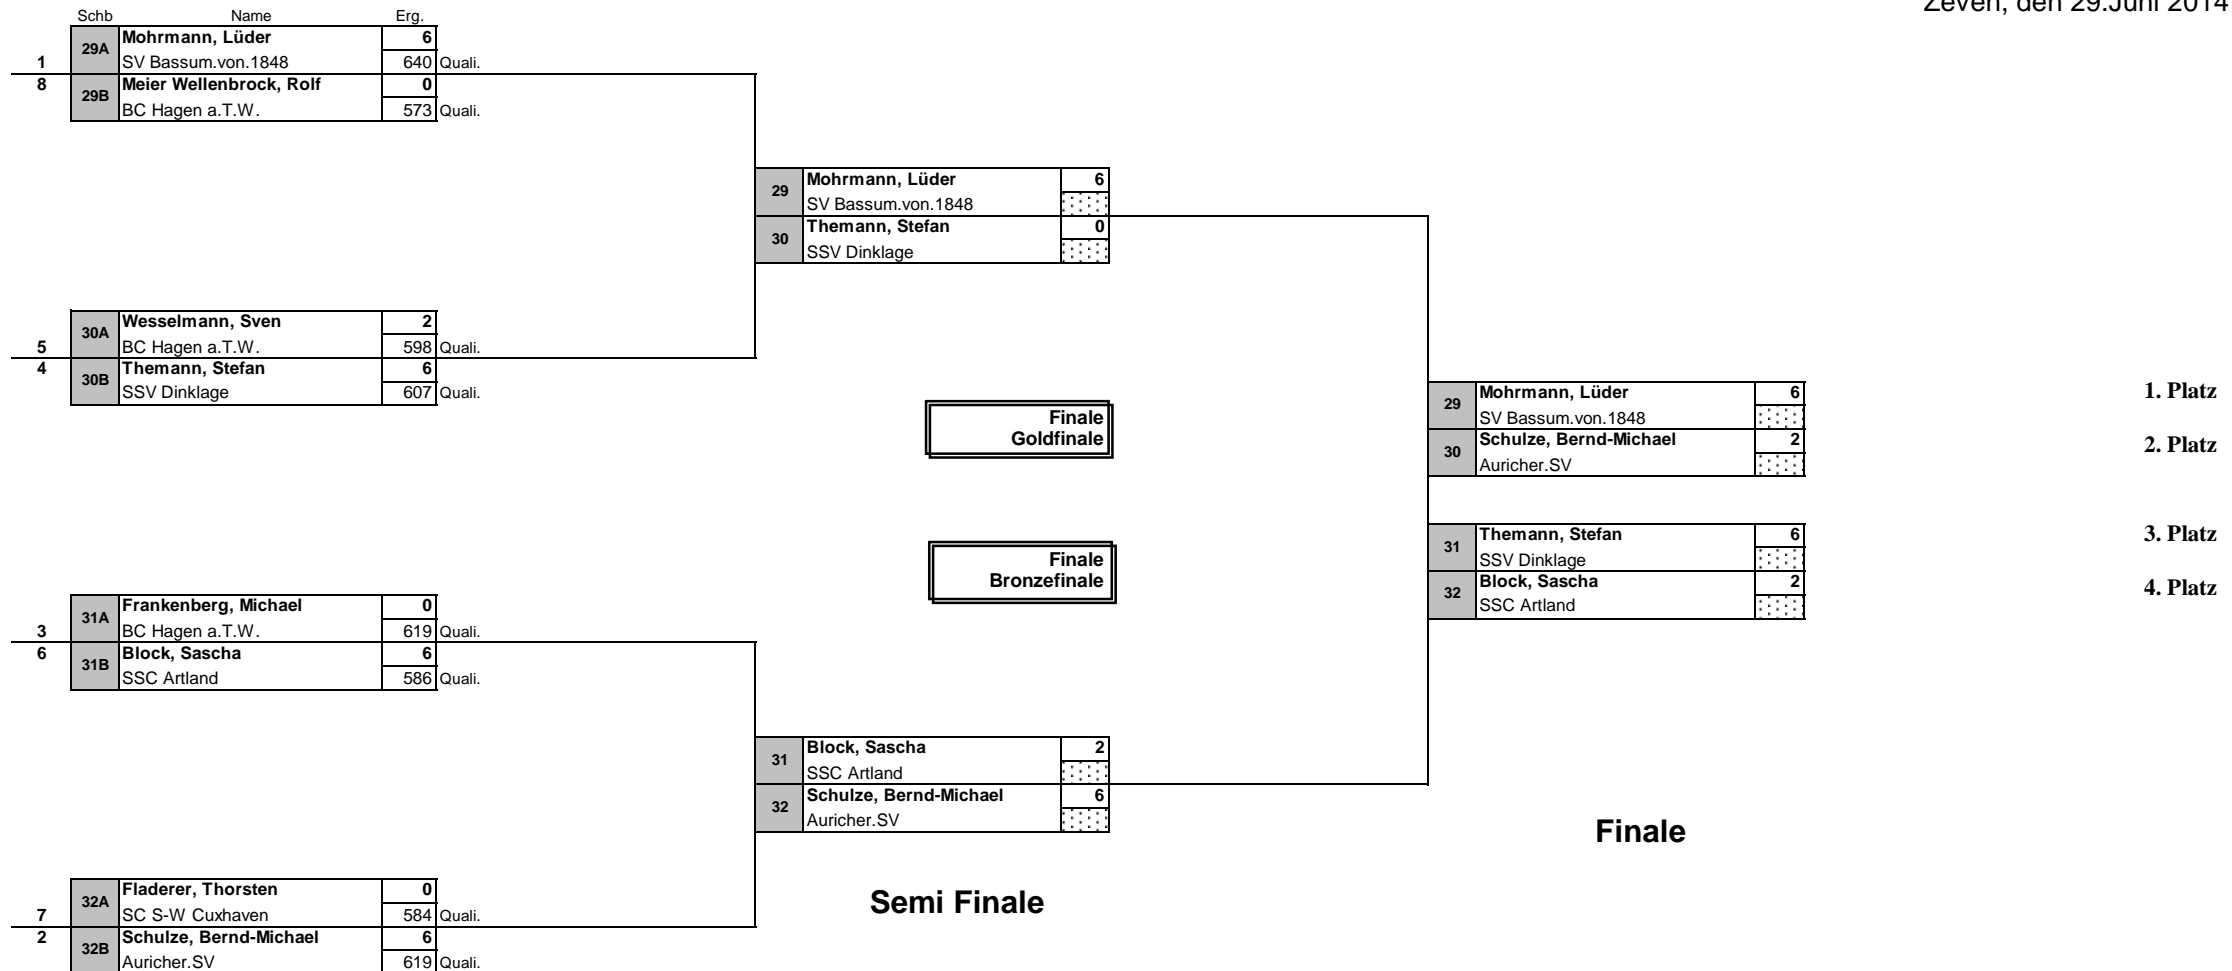 Zeven, den 29.Juni 2014
Schb Name Erg.
29A Mohrmann, Lüder 6
1 SV Bassum.von.1848 640 Quali.
8 29B Meier Wellenbrock, Rolf 0
BC Hagen a.T.W. 573 Quali.
29 Mohrmann, Lüder 6
SV Bassum.von.1848
30 Themann, Stefan 0
SSV Dinklage
30A Wesselmann, Sven 2
5 BC Hagen a.T.W. 598 Quali.
4 30B Themann, Stefan 6
SSV Dinklage 607 Quali.
Finale
Goldfinale
29 Mohrmann, Lüder 6 1. Platz
SV Bassum.von.1848
30 Schulze, Bernd-Michael 2 2. Platz
Auricher.SV
Finale
Bronzefinale
31 Themann, Stefan 6 3. Platz
SSV Dinklage
32 Block, Sascha 2 4. Platz
SSC Artland
31A Frankenberg, Michael 0
3 BC Hagen a.T.W. 619 Quali.
6 31B Block, Sascha 6
SSC Artland 586 Quali.
31 Block, Sascha 2
SSC Artland
32 Schulze, Bernd-Michael 6
Auricher.SV
Finale
Semi Finale
32A Fladerer, Thorsten 0
7 SC S-W Cuxhaven 584 Quali.
2 32B Schulze, Bernd-Michael 6
Auricher.SV 619 Quali.